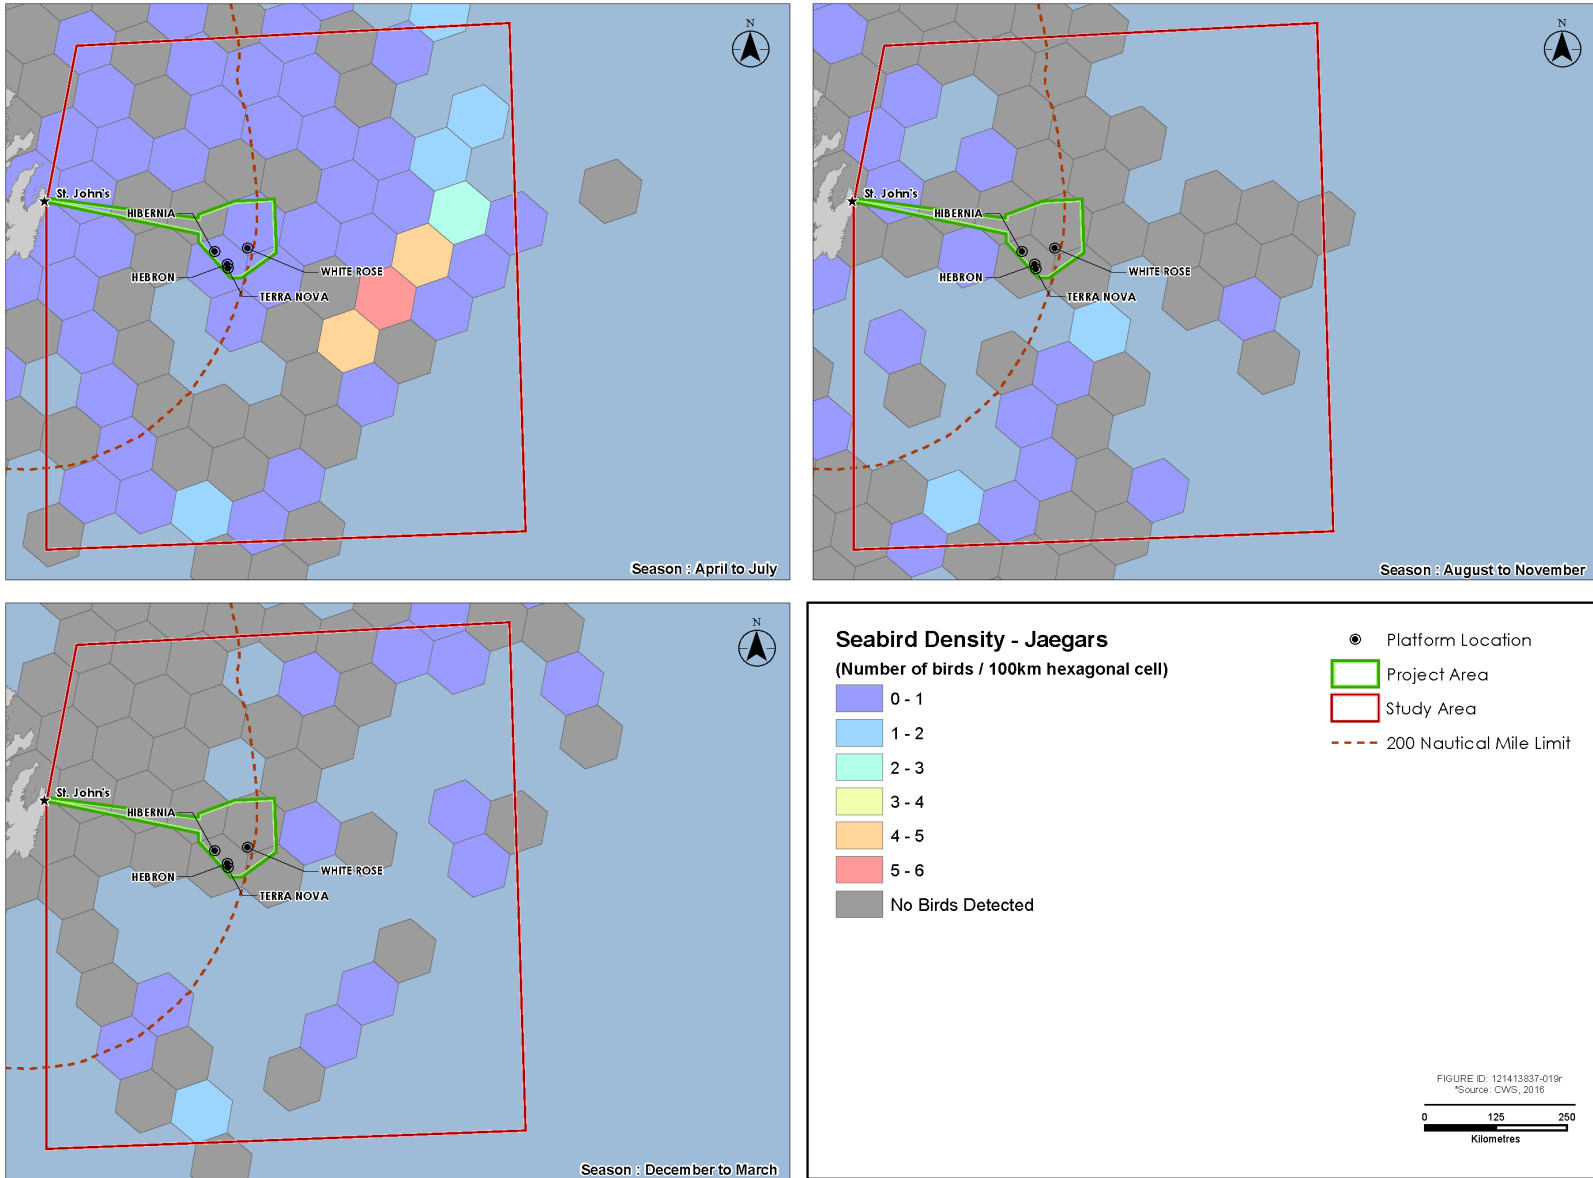 N
St. John's
HIBERNIA
HEBRON
WHITE ROSE
TERRA NOVA
Season : April to July
N
St. John's
HIBERNIA
HEBRON
WHITE ROSE
TERRA NOVA
Season : August to November
N
St. John's
HIBERNIA
HEBRON
WHITE ROSE
TERRA NOVA
Season : December to March
Seabird Density - Jaegars
(Number of birds / 100km hexagonal cell)
0 - 1
1 - 2
2 - 3
3 - 4
4 - 5
5 - 6
No Birds Detected
Platform Location
Project Area
Study Area
200 Nautical Mile Limit
FIGURE ID: 121413837-019r
*Source: CWS, 2016
0 125 250
Kilometres